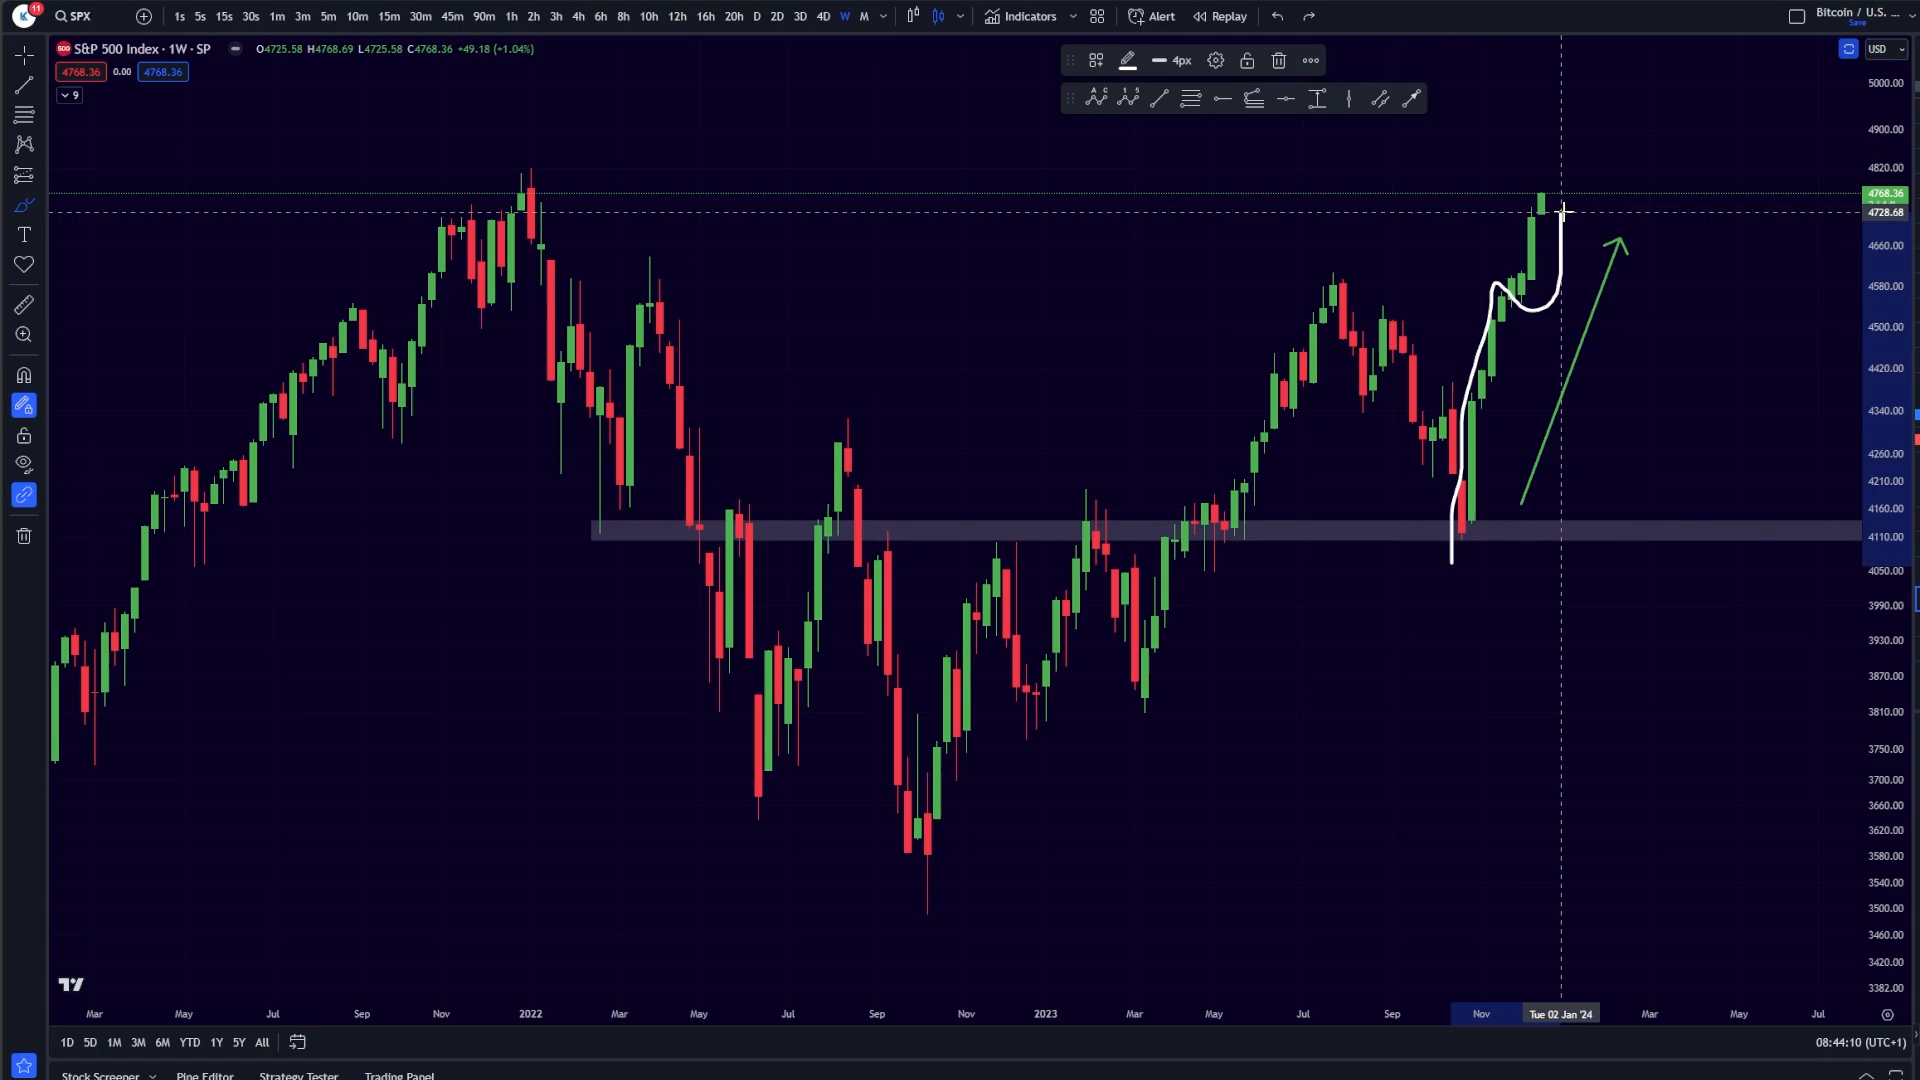 11
SPX
1s 5s 15s 30s 1m 3m 5m 10m 15m 30m 45m 90m 1h 2h 3h 4h 6h 8h 10h 12h 16h 20h D 2D 3D 4D W M
Indicators
Alert
Replay
Bitcoin / U.S. ...
Save
500 S&P 500 Index · 1W · SP
O4725.58 H4768.69 L4725.58 C4768.36 +49.18 (+1.04%)
4768.36 0.00 4768.36
9
4px
A C
1 5
USD
T
5000.00
4900.00
4820.00
4768.36
4728.68
4660.00
4580.00
4500.00
4420.00
4340.00
4260.00
4210.00
4160.00
4110.00
4050.00
3990.00
3930.00
3870.00
3810.00
3750.00
3700.00
3660.00
3620.00
3580.00
3540.00
3500.00
3460.00
3420.00
3382.00
Mar May Jul Sep Nov 2022 Mar May Jul Sep Nov 2023 Mar May Jul Sep Nov Tue 02 Jan '24 Mar May Jul
1D 5D 1M 3M 6M YTD 1Y 5Y All
08:44:10 (UTC+1)
Stock Screener Pine Editor Strategy Tester Trading Panel